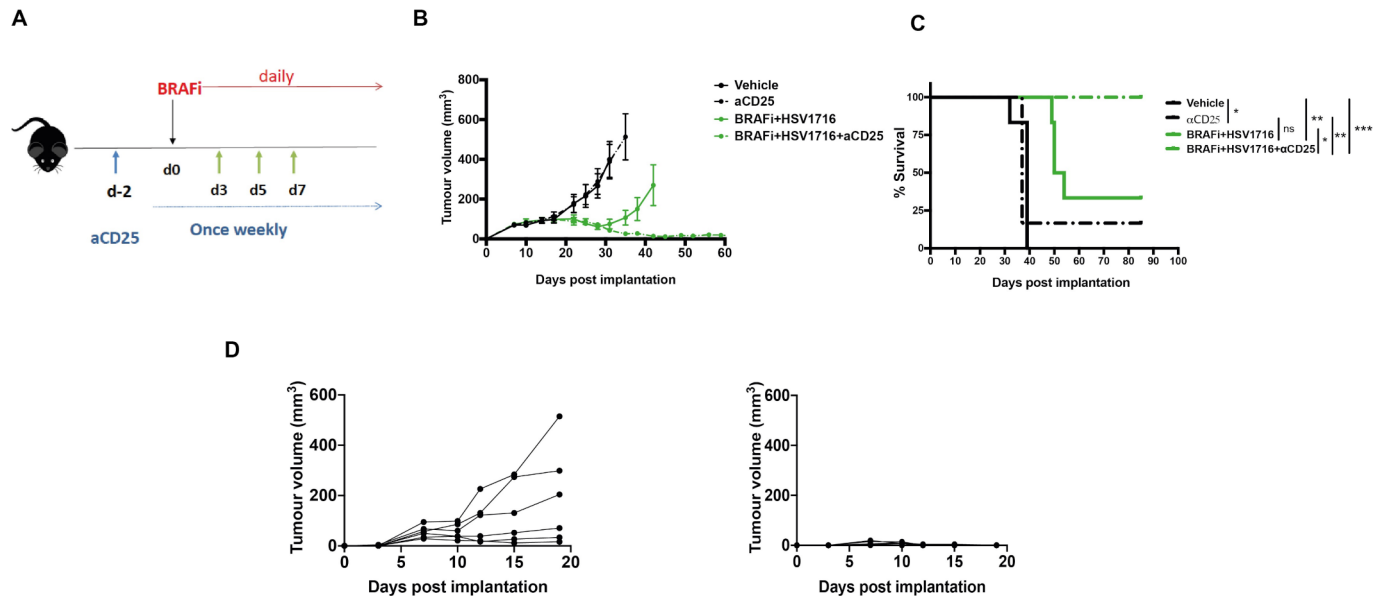 A
BRAFi
daily
d0
d-2
d3
d5
d7
aCD25
Once weekly
B
Tumour volume (mm3)
800
600
400
200
0
0
10
20
30
40
50
60
Days post implantation
Vehicle
aCD25
BRAFi+HSV1716
BRAFi+HSV1716+aCD25
C
% Survival
100
75
50
25
0
0
10
20
30
40
50
60
70
80
90
100
Days post implantation
Vehicle
αCD25
BRAFi+HSV1716
BRAFi+HSV1716+αCD25
*
ns
**
*
**
***
D
Tumour volume (mm3)
600
400
200
0
0
5
10
15
20
Days post implantation
Tumour volume (mm3)
600
400
200
0
0
5
10
15
20
Days post implantation